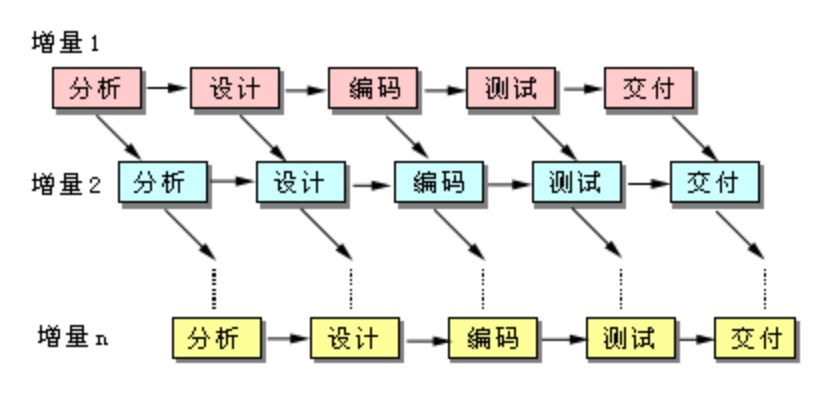 增量1
分析 设计 编码 测试 交付
增量2 分析 设计 编码 测试 交付
增量n 分析 设计 编码 测试 交付